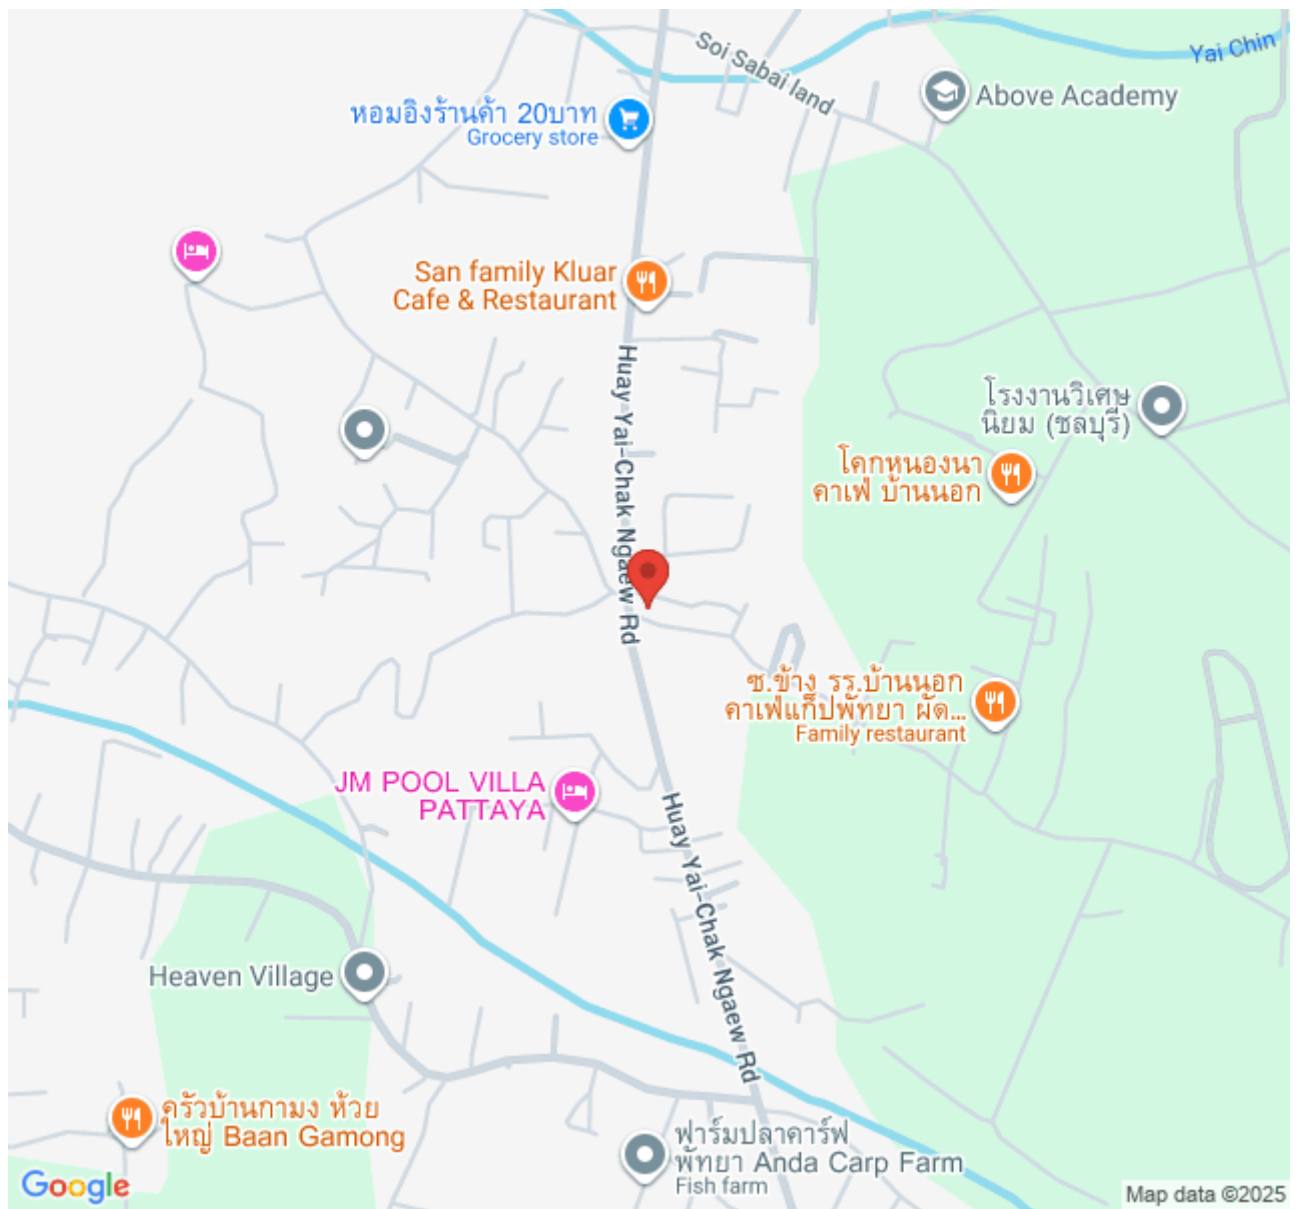 Soi Sabai land
Yai Chin
Above Academy
หอมอิงร้านค้า 20บาท
Grocery store
San family Kluar
Cafe & Restaurant
Huay Yai-Chak Ngaew Rd
โรงงานวิเศษ
นิยม (ชลบุรี)
โคกหนองนา
คาเฟ่ บ้านนอก
ซ.ข้าง รร.บ้านนอก
คาเฟ่แก็ปพัทยา ผัด...
Family restaurant
JM POOL VILLA
PATTAYA
Huay Yai-Chak Ngaew Rd
Heaven Village
ครัวบ้านกามง ห้วย
ใหญ่ Baan Gamong
ฟาร์มปลาคาร์ฟ
พัทยา Anda Carp Farm
Fish farm
Google
Map data ©2025